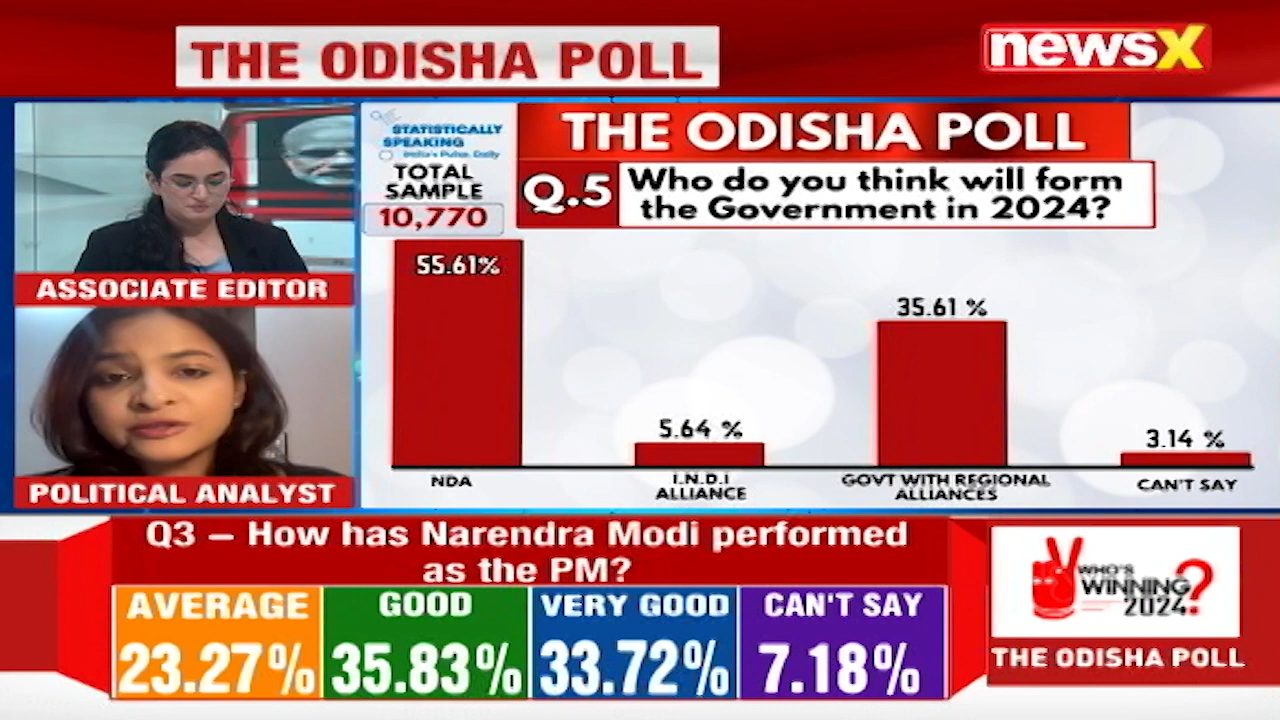 THE ODISHA POLL
newsX
STATISTICALLY
SPEAKING
India's Pulse, Daily
TOTAL
SAMPLE
10,770
THE ODISHA POLL
Q.5
Who do you think will form
the Government in 2024?
55.61%
5.64 %
35.61 %
3.14 %
NDA
I.N.D.I
ALLIANCE
GOVT WITH REGIONAL
ALLIANCES
CAN'T SAY
ASSOCIATE EDITOR
POLITICAL ANALYST
Q3 – How has Narendra Modi performed
as the PM?
AVERAGE
23.27%
GOOD
35.83%
VERY GOOD
33.72%
CAN'T SAY
7.18%
WHO'S
WINNING
2024?
THE ODISHA POLL